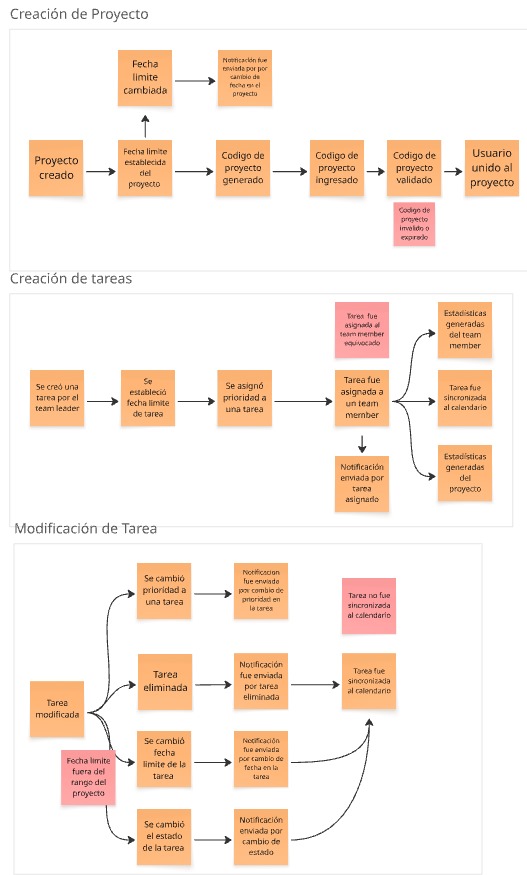 Creación de Proyecto
Fecha
limite
cambiada
Notificación fue
enviada por por
cambio de
fecha en el
proyecto
Proyecto
creado
Fecha limite
establecida
del
proyecto
Codigo de
proyecto
generado
Codigo de
proyecto
ingresado
Codigo de
proyecto
validado
Usuario
unido al
proyecto
Codigo de
proyecto
invalido o
expirado
Creación de tareas
Tarea fue
asignada al
team member
equivocado
Estadísticas
generadas
del team
member
Se creó una
tarea por el
team leader
Se
estableció
fecha limite
de tarea
Se asignó
prioridad a
una tarea
Tarea fue
asignada a
un team
member
Tarea fue
sincronizada
al calendario
Notificación
enviada por
tarea
asignado
Estadísticas
generadas
del
proyecto
Modificación de Tarea
Se cambió
prioridad a
una tarea
Notificacion
fue enviada
por cambio de
prioridad en
la tarea
Tarea no fue
sincronizada
al calendario
Tarea
modificada
Tarea
eliminada
Notificación
fue enviada
por tarea
eliminada
Tarea fue
sincronizada
al calendario
Fecha limite
fuera del
rango del
proyecto
Se cambió
fecha
limite de la
tarea
Notificación
fue enviada
por cambio de
fecha en la
tarea
Se cambió
el estado
de la tarea
Notificación
enviada por
cambio de
estado